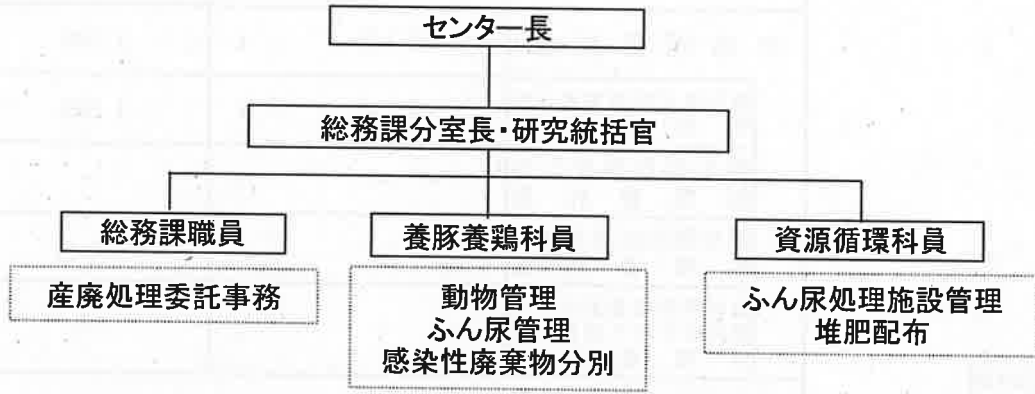 センター長
総務課分室長・研究統括官
総務課職員
養豚養鶏科員
資源循環科員
産廃処理委託事務
動物管理
ふん尿管理
感染性廃棄物分別
ふん尿処理施設管理
堆肥配布